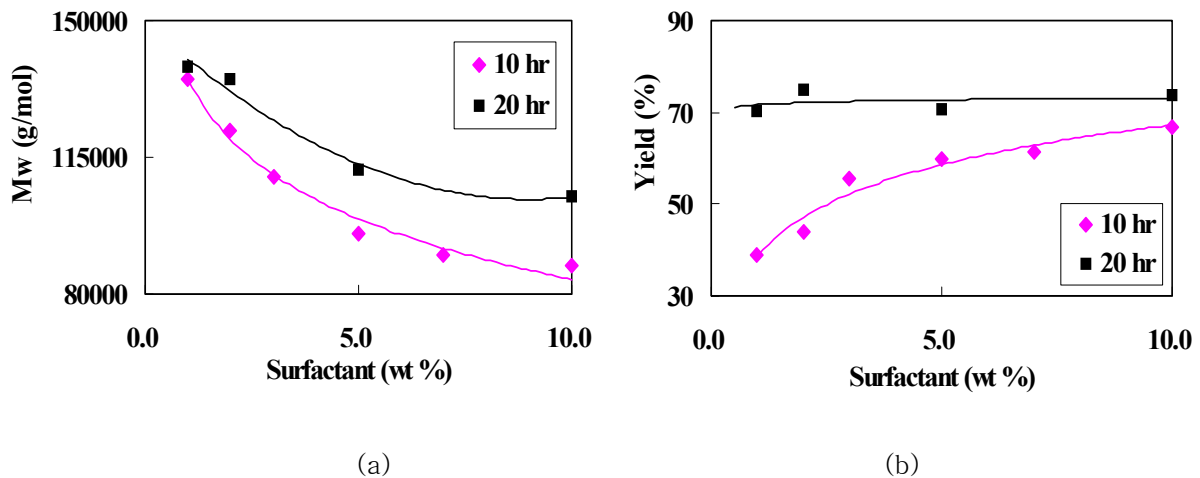 150000
115000
80000
Mw (g/mol)
10 hr
20 hr
0.0
5.0
10.0
Surfactant (wt %)
(a)
90
70
50
30
Yield (%)
10 hr
20 hr
0.0
5.0
10.0
Surfactant (wt %)
(b)